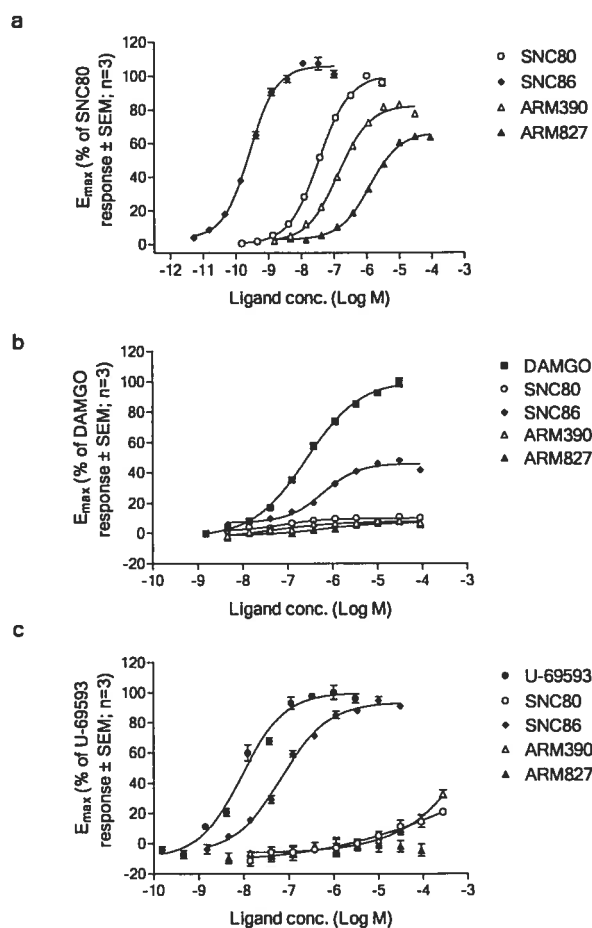 a
120
100
80
60
40
20
0
E_max (% of SNC80
response ± SEM; n=3)
-12 -11 -10 -9 -8 -7 -6 -5 -4 -3
Ligand conc. (Log M)
SNC80
SNC86
ARM390
ARM827
b
120
100
80
60
40
20
0
-20
E_max (% of DAMGO
response ± SEM; n=3)
-10 -9 -8 -7 -6 -5 -4 -3
Ligand conc. (Log M)
DAMGO
SNC80
SNC86
ARM390
ARM827
c
120
100
80
60
40
20
0
-20
E_max (% of U-69593
response ± SEM; n=3)
-10 -9 -8 -7 -6 -5 -4 -3
Ligand conc. (Log M)
U-69593
SNC80
SNC86
ARM390
ARM827